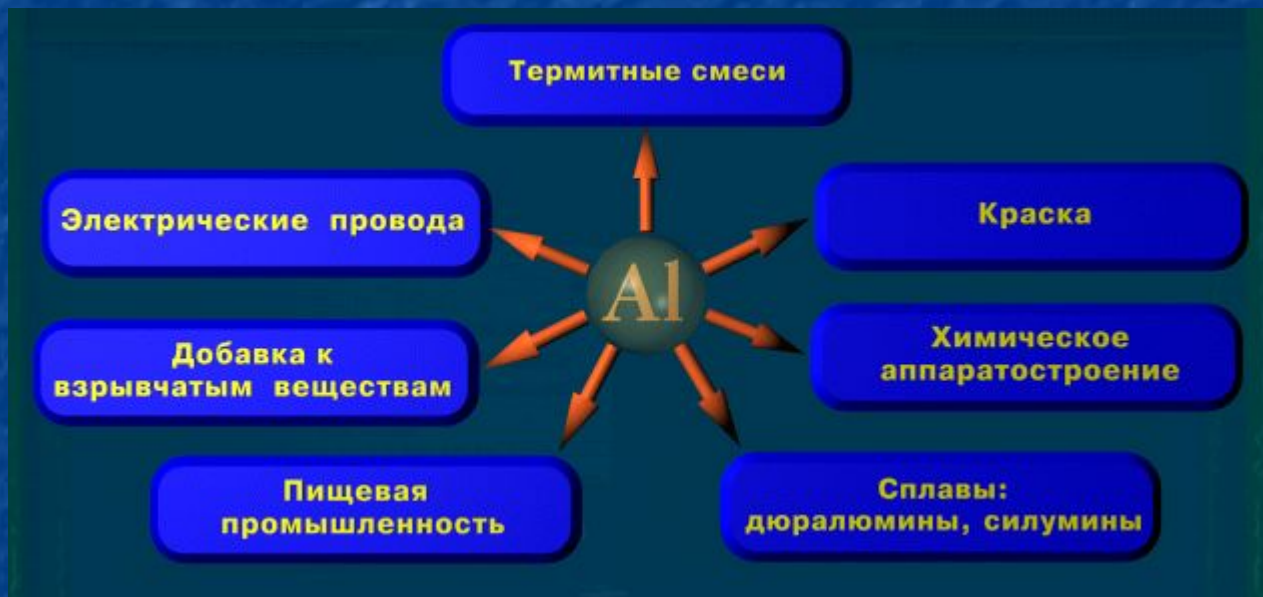 Термитные смеси
Электрические провода
Краска
Al
Добавка к
взрывчатым веществам
Химическое
аппаратостроение
Пищевая
промышленность
Сплавы:
дюралюмины, силумины